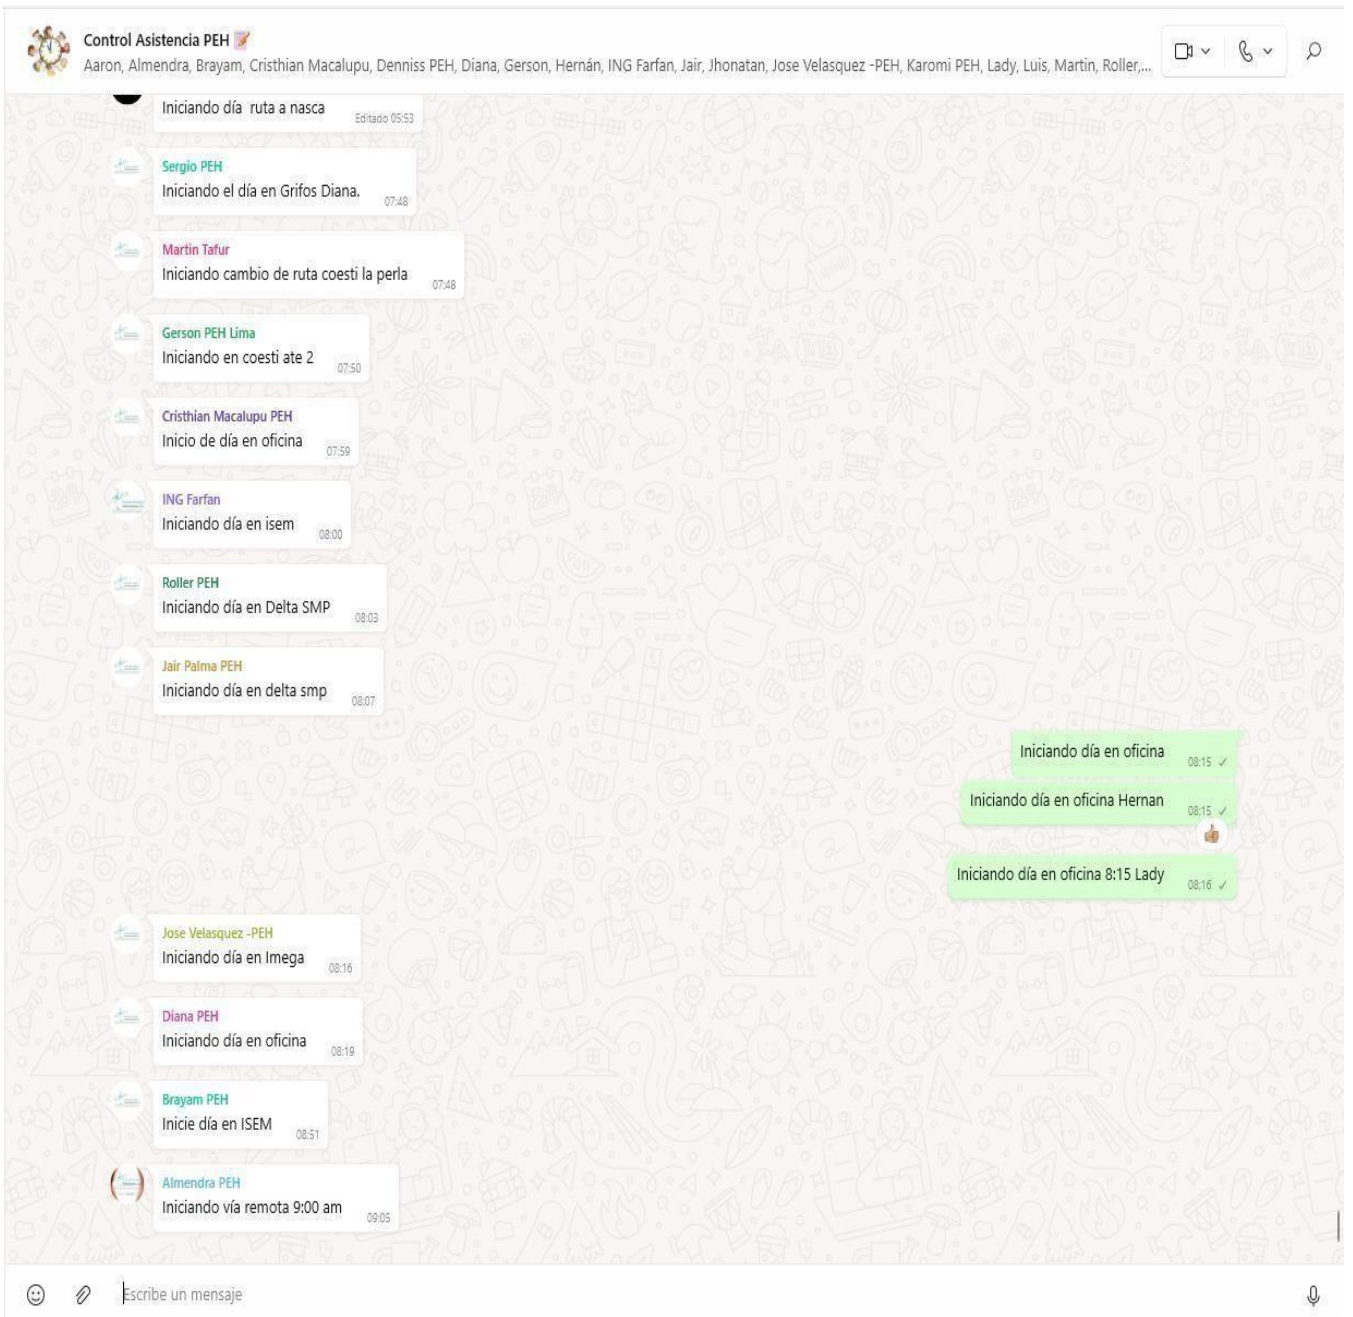 Control Asistencia PEH 📝
Aaron, Almendra, Brayam, Cristhian Macalupu, Denniss PEH, Diana, Gerson, Hernán, ING Farfan, Jair, Jhonatan, Jose Velasquez -PEH, Karomi PEH, Lady, Luis, Martin, Roller,...
Iniciando día ruta a nasca
Editado 05:53
Sergio PEH
Iniciando el día en Grifos Diana.
07:48
Martin Tafur
Iniciando cambio de ruta coesti la perla
07:48
Gerson PEH Lima
Iniciando en coesti ate 2
07:50
Cristhian Macalupu PEH
Inicio de día en oficina
07:59
ING Farfan
Iniciando día en isem
08:00
Roller PEH
Iniciando día en Delta SMP
08:03
Jair Palma PEH
Iniciando día en delta smp
08:07
Iniciando día en oficina
08:15
Iniciando día en oficina Hernan
08:15
Iniciando día en oficina 8:15 Lady
08:16
Jose Velasquez -PEH
Iniciando día en Imega
08:16
Diana PEH
Iniciando día en oficina
08:19
Brayam PEH
Inicie día en ISEM
08:51
Almendra PEH
Iniciando vía remota 9:00 am
09:05
Escribe un mensaje